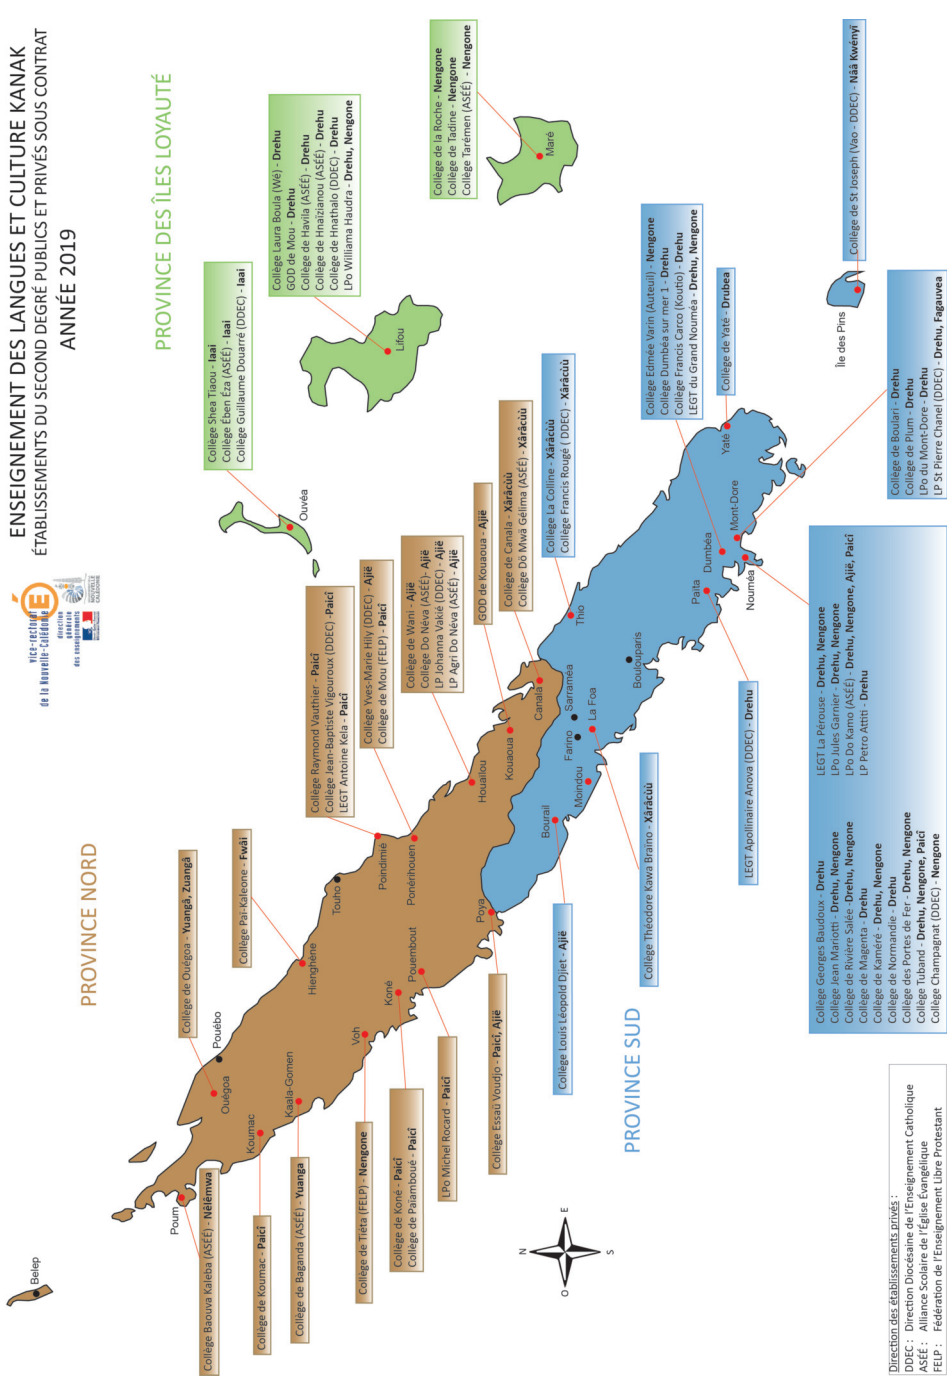 ENSEIGNEMENT DES LANGUES ET CULTURE KANAK
ÉTABLISSEMENTS DU SECOND DEGRÉ PUBLICS ET PRIVÉS SOUS CONTRAT
ANNÉE 2019
vice-rectorat
de la Nouvelle-Calédonie
direction
générale
des enseignements
É
NOUVELLE
CALÉDONIE
PROVINCE NORD
PROVINCE DES ÎLES LOYAUTÉ
PROVINCE SUD
Belep
Poum
Collège Baouva Kaleba (ASÉÉ) - Nêlêmwa
Koumac
Collège de Koumac - Paicî
Kaala-Gomen
Collège de Baganda (ASÉÉ) - Yuanga
Voh
Collège de Tiéta (FELP) - Nengone
Koné
Collège de Koné - Paicî
Collège de Païamboué - Paicî
Pouembout
LPo Michel Rocard - Paicî
Poya
Collège Essaü Voudjo - Paicî, Ajië
Ouégoa
Collège de Ouégoa - Yuangâ, Zuangâ
Pouébo
Hienghène
Collège Paï-Kaleone - Fwâi
Touho
Poindimié
Collège Raymond Vauthier - Paicî
Collège Jean-Baptiste Vigouroux (DDEC) -Paicî
LEGT Antoine Kela - Paicî
Ponérihouen
Collège Yves-Marie Hily (DDEC) - Ajië
Collège de Mou (FELP) - Paicî
Houaïlou
Collège de Wani - Ajië
Collège Do Néva (ASÉÉ)- Ajië
LP Johanna Vakié (DDEC) - Ajië
LP Agri Do Néva (ASÉÉ) - Ajië
Kouaoua
GOD de Kouaoua - Ajië
Canala
Collège de Canala - Xârâcùù
Collège Dö Mwâ Gélima (ASÉÉ) - Xârâcùù
Ouvéa
Collège Shea Tiaou - Iaai
Collège Ében Éza (ASÉÉ) - Iaai
Collège Guillaume Douarré (DDEC) - Iaai
Lifou
Collège Laura Boula (Wé) - Drehu
GOD de Mou - Drehu
Collège de Havila (ASÉÉ) - Drehu
Collège de Hnaizianou (ASÉÉ) - Drehu
Collège de Hnathalo (DDEC) - Drehu
LPo Williama Haudra - Drehu, Nengone
Maré
Collège de la Roche - Nengone
Collège de Tadine - Nengone
Collège Tarémen (ASÉÉ) - Nengone
Thio
Collège La Colline - Xârâcùù
Collège Francis Rougé ( DDEC) - Xârâcùù
Bourail
Collège Louis Léopold Djiet - Ajië
Moindou
Farino
Sarraméa
La Foa
Collège Théodore Kawa Braino - Xârâcùù
Boulouparis
Païta
LEGT Apollinaire Anova (DDEC) - Drehu
Dumbéa
Collège Edmée Varin (Auteuil) - Nengone
Collège Dumbéa sur mer 1 - Drehu
Collège Francis Carco (Koutio) - Drehu
LEGT du Grand Nouméa - Drehu, Nengone
Yaté
Collège de Yaté - Drubea
Mont-Dore
Collège de Boulari - Drehu
Collège de Plum - Drehu
LPo du Mont-Dore - Drehu
LP St Pierre Chanel (DDEC) - Drehu, Fagauvea
Île des Pins
Collège de St Joseph (Vao - DDEC) - Nââ Kwênyï
Nouméa
Collège Georges Baudoux - Drehu
Collège Jean Mariotti - Drehu, Nengone
Collège de Rivière Salée -Drehu, Nengone
Collège de Magenta - Drehu
Collège de Kaméré - Drehu, Nengone
Collège de Normandie - Drehu
Collège des Portes de Fer - Drehu, Nengone
Collège Tuband - Drehu, Nengone, Paicî
Collège Champagnat (DDEC) - Nengone
LEGT La Pérouse - Drehu, Nengone
LPo Jules Garnier - Drehu, Nengone
LPo Do Kamo (ASÉÉ) - Drehu, Nengone, Ajië, Paicî
LP Petro Attiti - Drehu
N
O
E
S
Direction des établissements privés :
DDEC : Direction Diocésaine de l'Enseignement Catholique
ASÉÉ : Alliance Scolaire de l'Église Évangélique
FELP : Fédération de l'Enseignement Libre Protestant